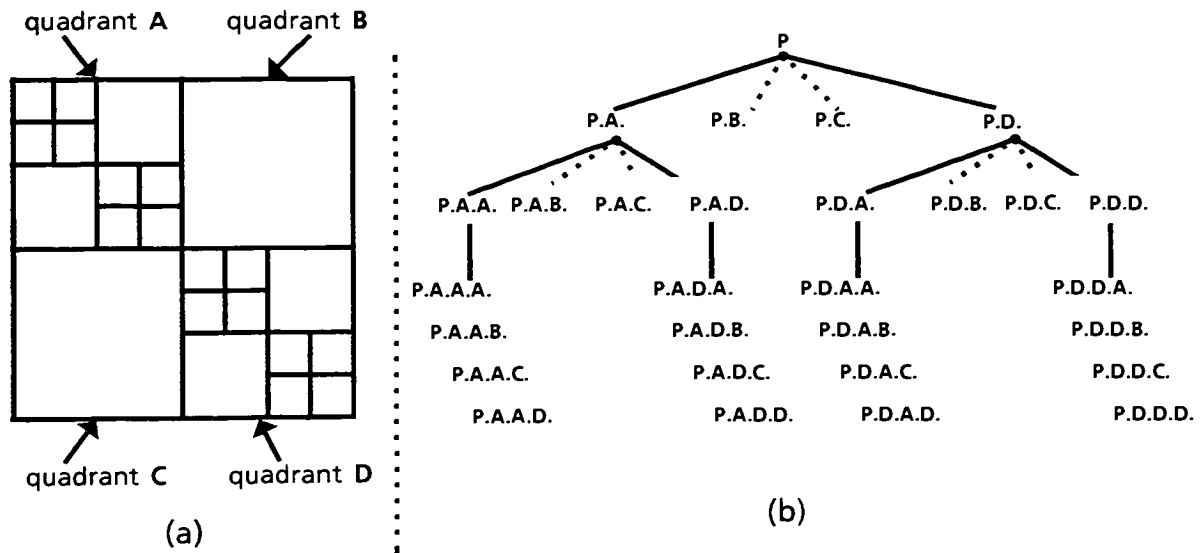 quadrant A
quadrant B
quadrant C
quadrant D
(a)
P
P.A.
P.B.
P.C.
P.D.
P.A.A.
P.A.B.
P.A.C.
P.A.D.
P.D.A.
P.D.B.
P.D.C.
P.D.D.
P.A.A.A.
P.A.D.A.
P.D.A.A.
P.D.D.A.
P.A.A.B.
P.A.D.B.
P.D.A.B.
P.D.D.B.
P.A.A.C.
P.A.D.C.
P.D.A.C.
P.D.D.C.
P.A.A.D.
P.A.D.D.
P.D.A.D.
P.D.D.D.
(b)